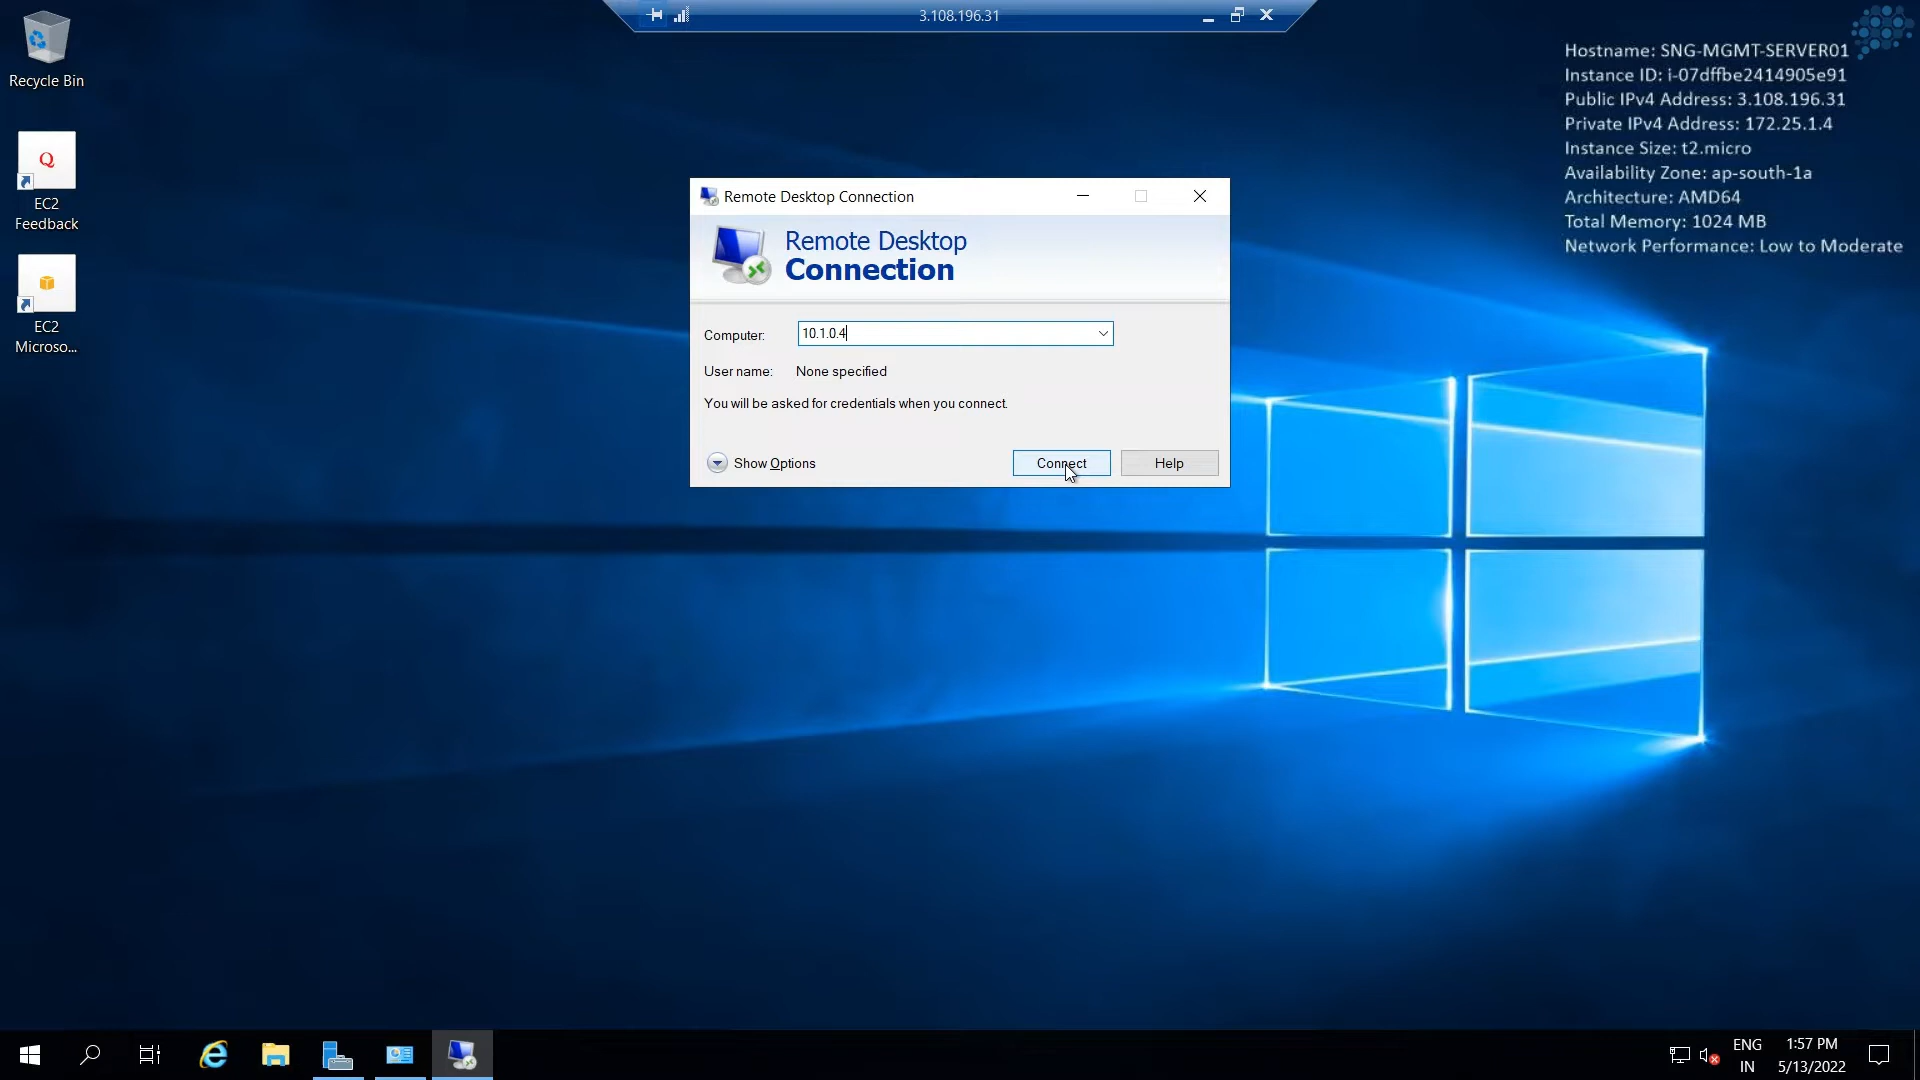 3.108.196.31
Recycle Bin
Q
EC2
Feedback
EC2
Microso...
Hostname: SNG-MGMT-SERVER01
Instance ID: i-07dffbe2414905e91
Public IPv4 Address: 3.108.196.31
Private IPv4 Address: 172.25.1.4
Instance Size: t2.micro
Availability Zone: ap-south-1a
Architecture: AMD64
Total Memory: 1024 MB
Network Performance: Low to Moderate
Remote Desktop Connection
Remote Desktop
Connection
Computer: 10.1.0.4
User name: None specified
You will be asked for credentials when you connect.
Show Options Connect Help
ENG
IN
1:57 PM
5/13/2022